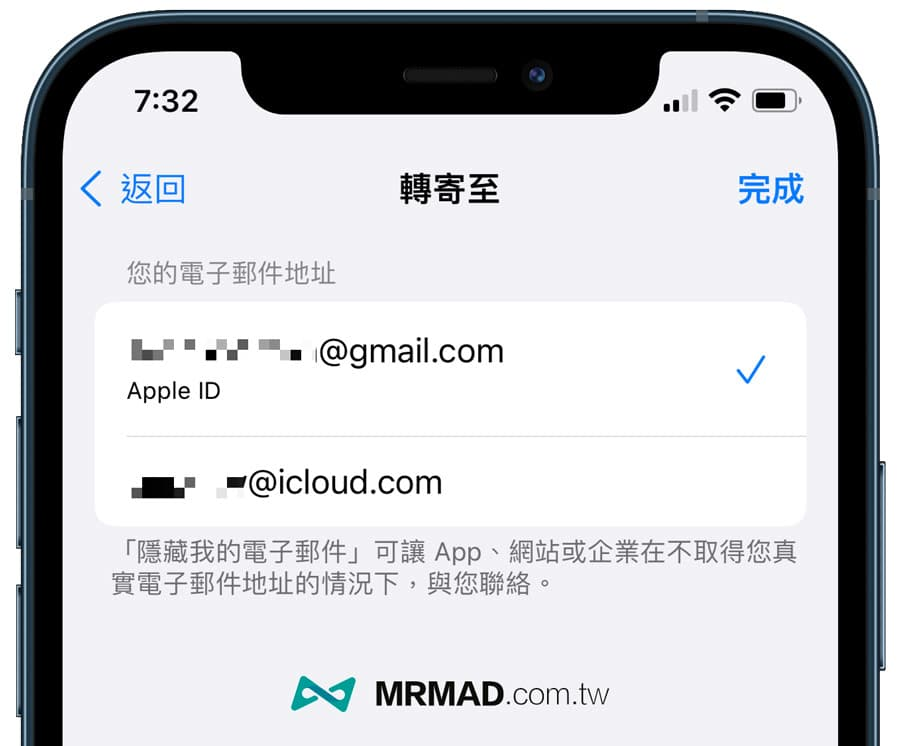 7:32
返回
轉寄至
完成
您的電子郵件地址
@gmail.com
Apple ID
@icloud.com
「隱藏我的電子郵件」可讓 App、網站或企業在不取得您真
實電子郵件地址的情況下，與您聯絡。
MRMAD.com.tw